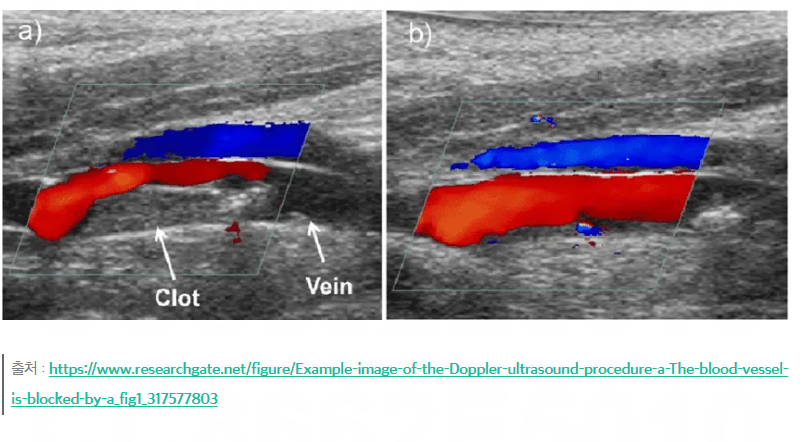 a)
b)
Clot
Vein
출처 : https://www.researchgate.net/figure/Example-image-of-the-Doppler-ultrasound-procedure-a-The-blood-vessel-
is-blocked-by-a_fig1_317577803